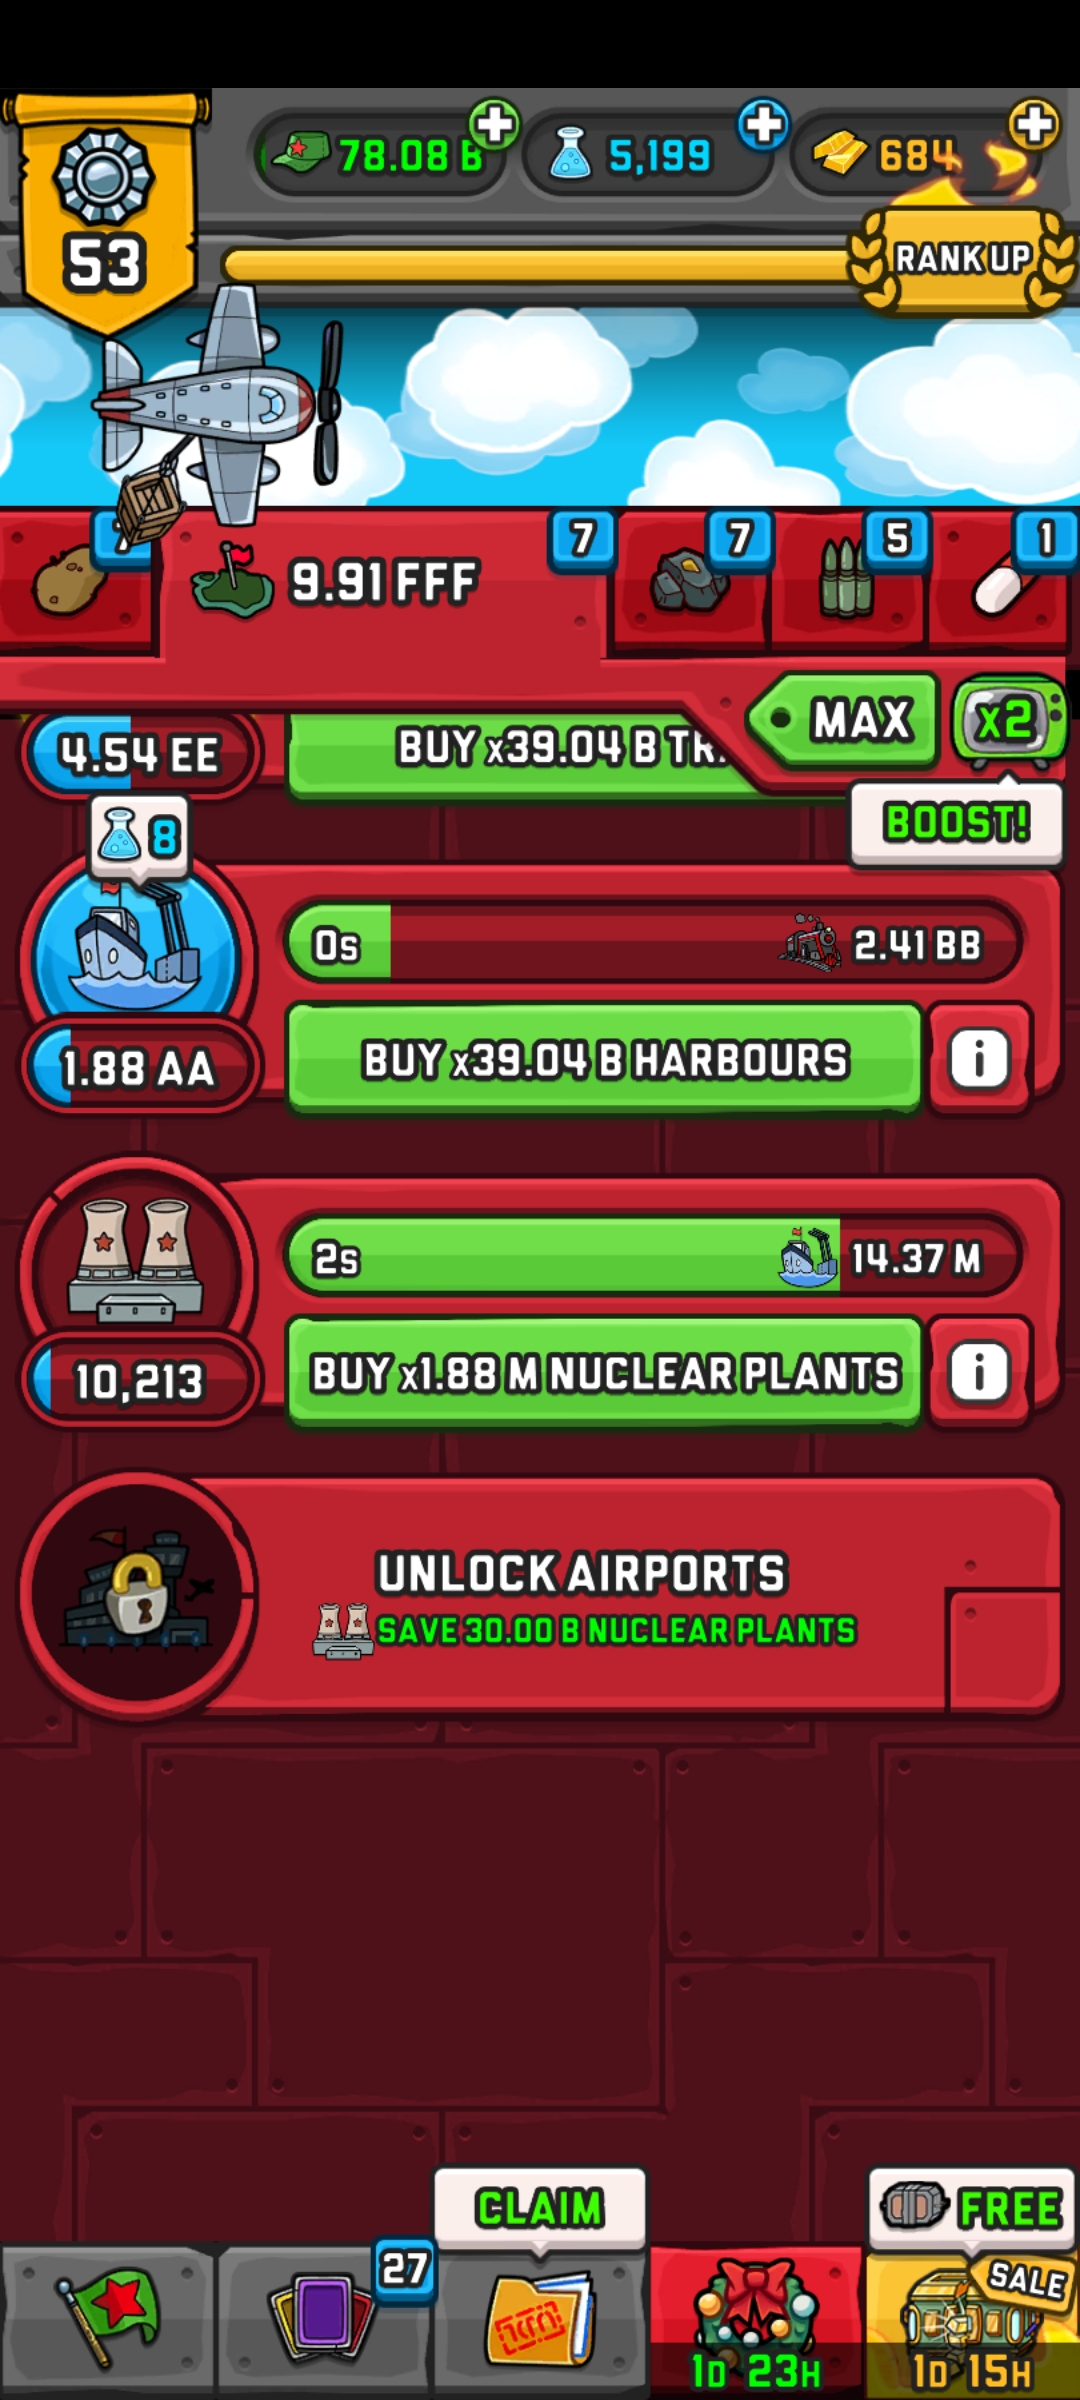 78.08 B
5,199
684
53
RANK UP
7
7
5
1
9.91 FFF
MAX
x2
4.54 EE
BUY x39.04 B
BOOST!
8
0s
2.41 BB
1.88 AA
BUY x39.04 B HARBOURS
i
2s
14.37 M
10,213
BUY x1.88 M NUCLEAR PLANTS
i
UNLOCK AIRPORTS
SAVE 30.00 B NUCLEAR PLANTS
CLAIM
FREE
27
SALE
1D 23H
1D 15H